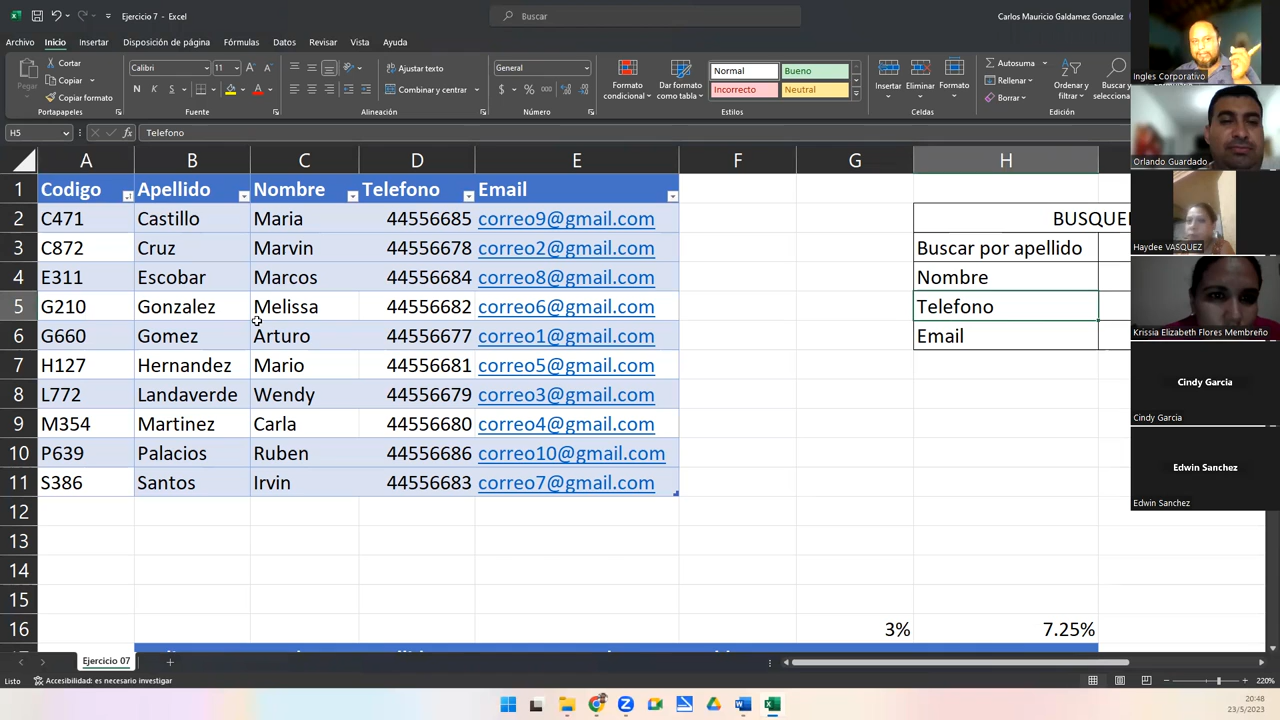 Ejercicio 7 - Excel
Buscar
Carlos Mauricio Galdamez Gonzalez
Archivo Inicio Insertar Disposición de página Fórmulas Datos Revisar Vista Ayuda
Pegar
Cortar
Copiar
Copiar formato
Portapapeles
Calibri 11
N K S
Fuente
Ajustar texto
Combinar y centrar
Alineación
General
$ % 000
Número
Formato condicional
Dar formato como tabla
Normal Bueno
Incorrecto Neutral
Estilos
Insertar Eliminar Formato
Celdas
Autosuma
Rellenar
Borrar
Ordenar y filtrar
Buscar y
Edición
H5 fx Telefono
A B C D E F G H
1 Codigo Apellido Nombre Telefono Email
2 C471 Castillo Maria 44556685 correo9@gmail.com
3 C872 Cruz Marvin 44556678 correo2@gmail.com Buscar por apellido
4 E311 Escobar Marcos 44556684 correo8@gmail.com Nombre
5 G210 Gonzalez Melissa 44556682 correo6@gmail.com Telefono
6 G660 Gomez Arturo 44556677 correo1@gmail.com Email
7 H127 Hernandez Mario 44556681 correo5@gmail.com
8 L772 Landaverde Wendy 44556679 correo3@gmail.com
9 M354 Martinez Carla 44556680 correo4@gmail.com
10 P639 Palacios Ruben 44556686 correo10@gmail.com
11 S386 Santos Irvin 44556683 correo7@gmail.com
12
13
14
15
16 3% 7.25%
Ejercicio 07
Listo
Accesibilidad: es necesario investigar
220%
20:48
23/5/2023
Ingles Corporativo
Orlando Guardado
Haydee VASQUEZ
Krissia Elizabeth Flores Membreño
Cindy Garcia
Cindy Garcia
Edwin Sanchez
Edwin Sanchez